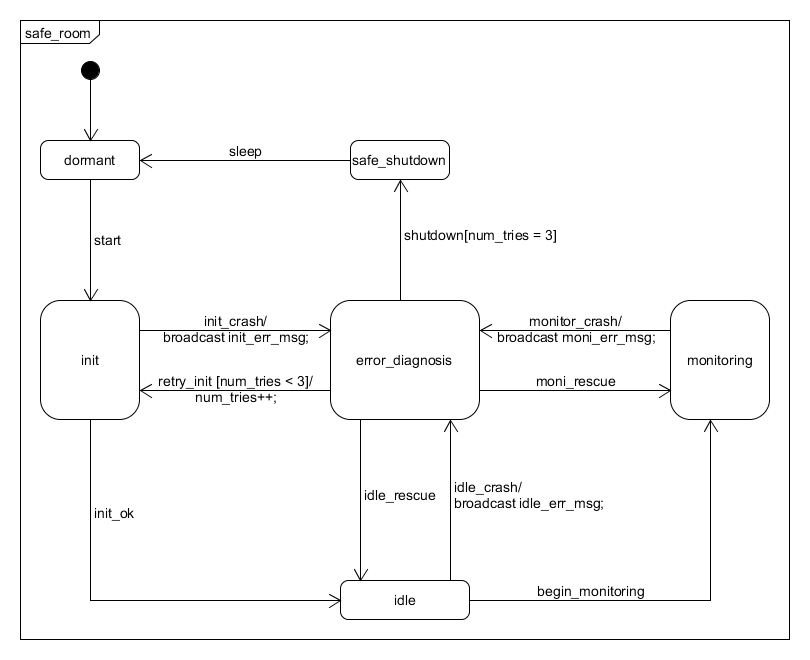 safe_room
dormant
sleep
safe_shutdown
start
shutdown[num_tries = 3]
init_crash/
broadcast init_err_msg;
monitor_crash/
broadcast moni_err_msg;
init
error_diagnosis
monitoring
retry_init [num_tries < 3]/
num_tries++;
moni_rescue
idle_rescue
idle_crash/
broadcast idle_err_msg;
init_ok
begin_monitoring
idle